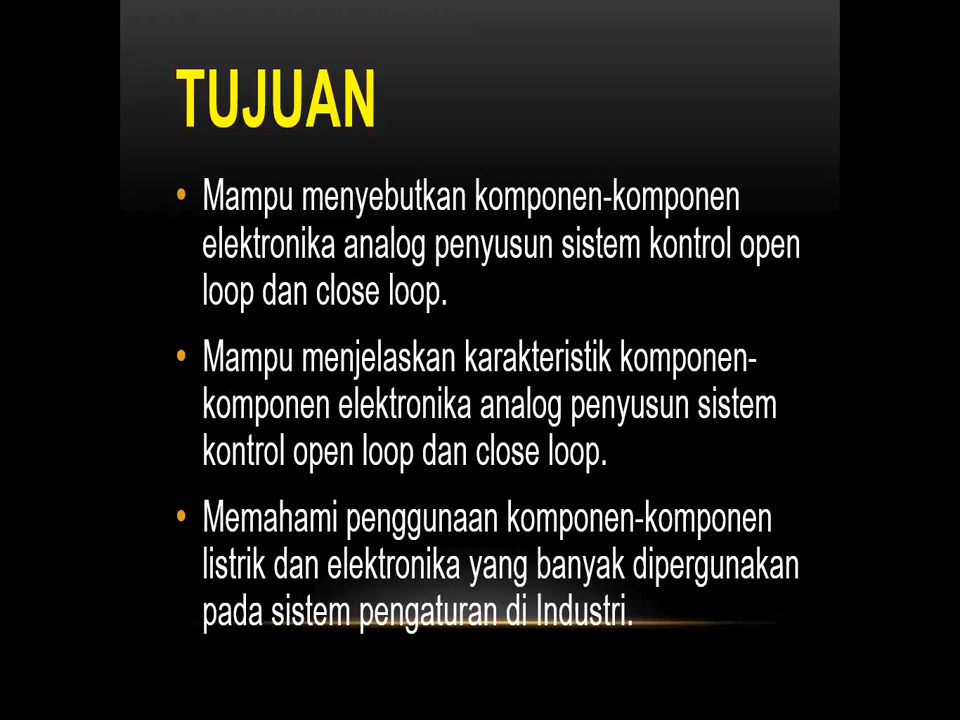 TUJUAN
• Mampu menyebutkan komponen-komponen
elektronika analog penyusun sistem kontrol open
loop dan close loop.
• Mampu menjelaskan karakteristik komponen-
komponen elektronika analog penyusun sistem
kontrol open loop dan close loop.
• Memahami penggunaan komponen-komponen
listrik dan elektronika yang banyak dipergunakan
pada sistem pengaturan di Industri.